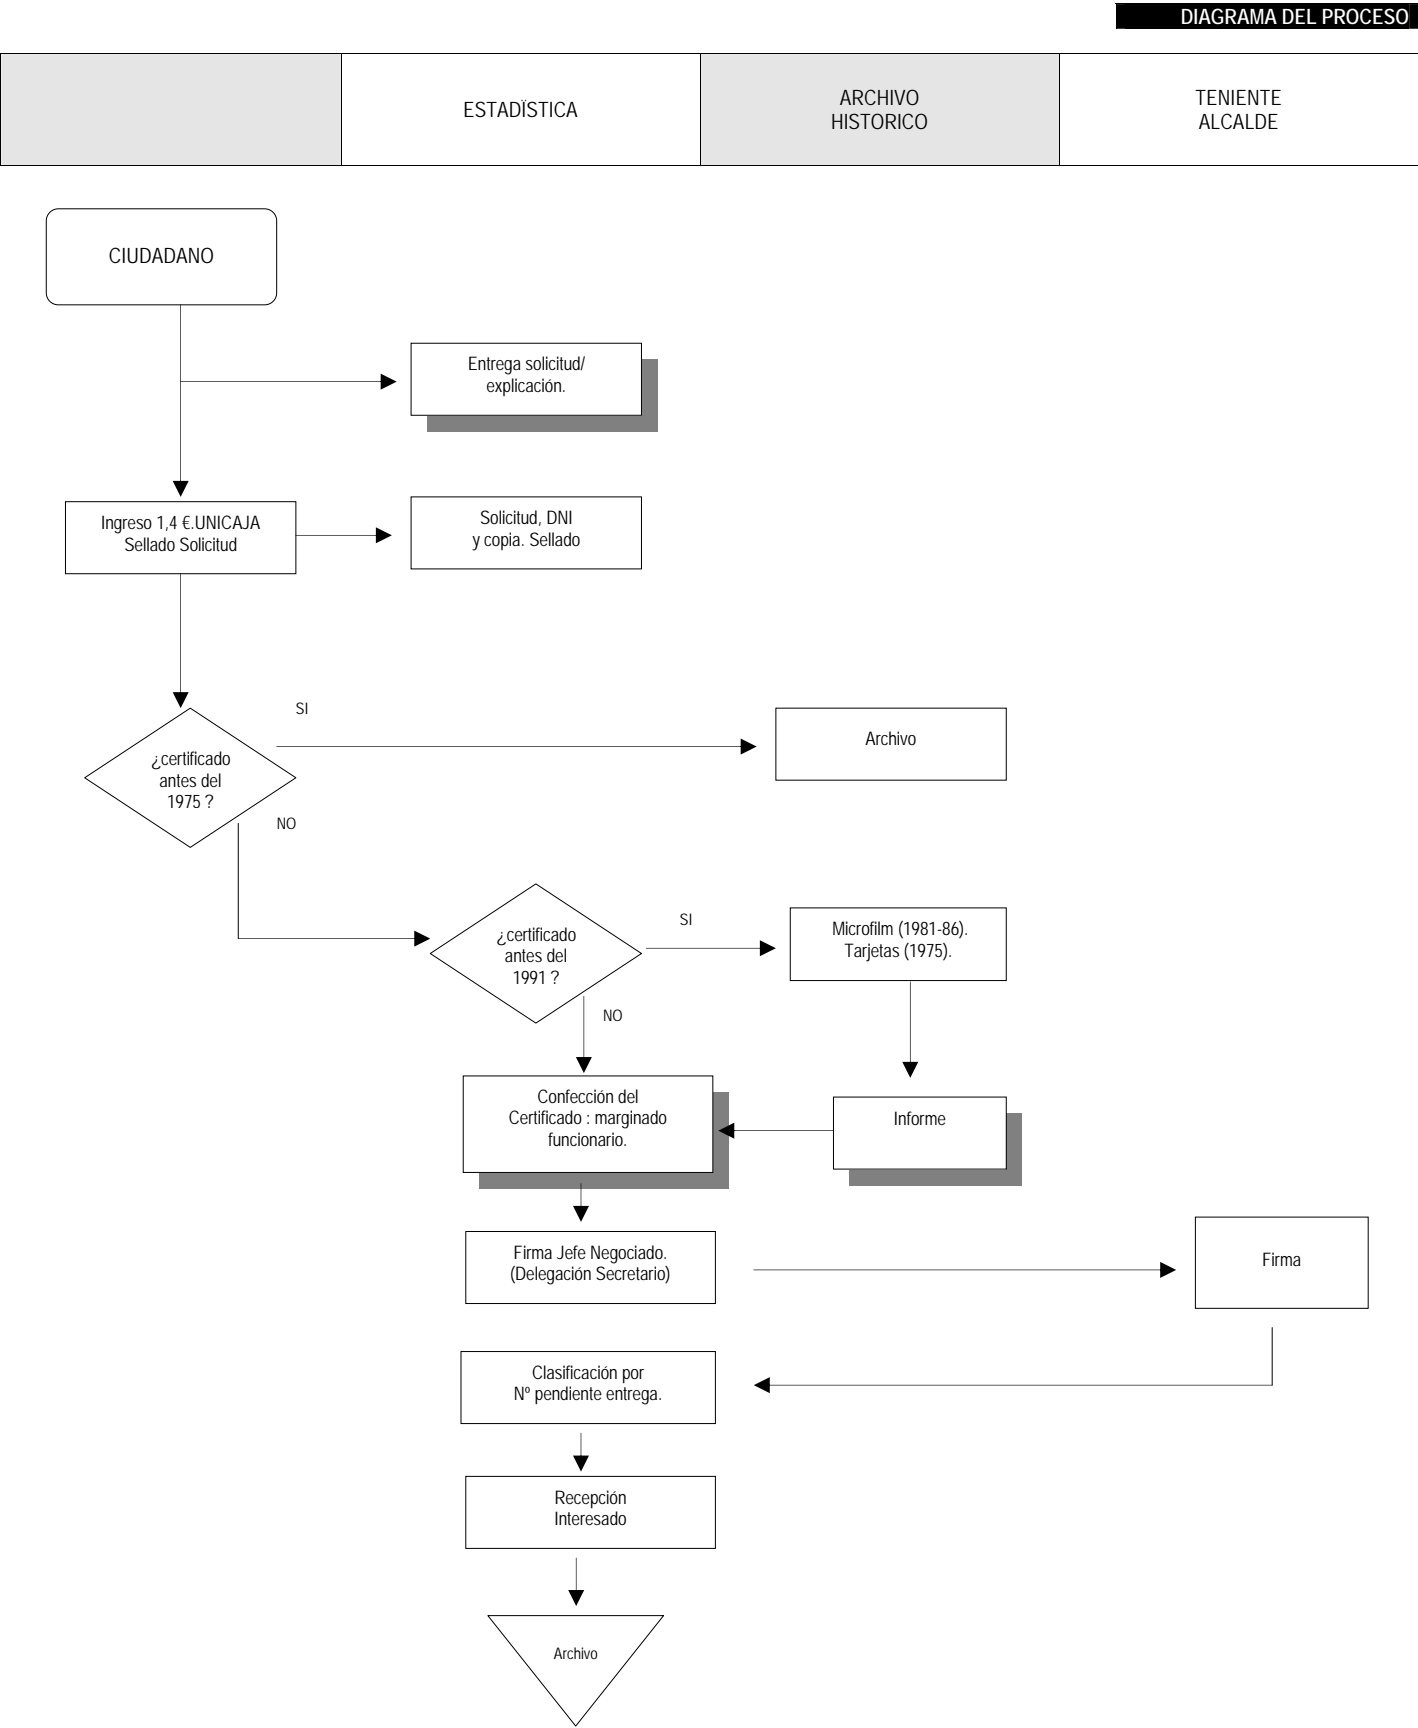 DIAGRAMA DEL PROCESO
ESTADÏSTICA
ARCHIVO
HISTORICO
TENIENTE
ALCALDE
CIUDADANO
Entrega solicitud/
explicación.
Ingreso 1,4 €.UNICAJA
Sellado Solicitud
Solicitud, DNI
y copia. Sellado
SI
¿certificado
antes del
1975 ?
Archivo
NO
¿certificado
antes del
1991 ?
SI
Microfilm (1981-86).
Tarjetas (1975).
NO
Confección del
Certificado : marginado
funcionario.
Informe
Firma Jefe Negociado.
(Delegación Secretario)
Firma
Clasificación por
Nº pendiente entrega.
Recepción
Interesado
Archivo